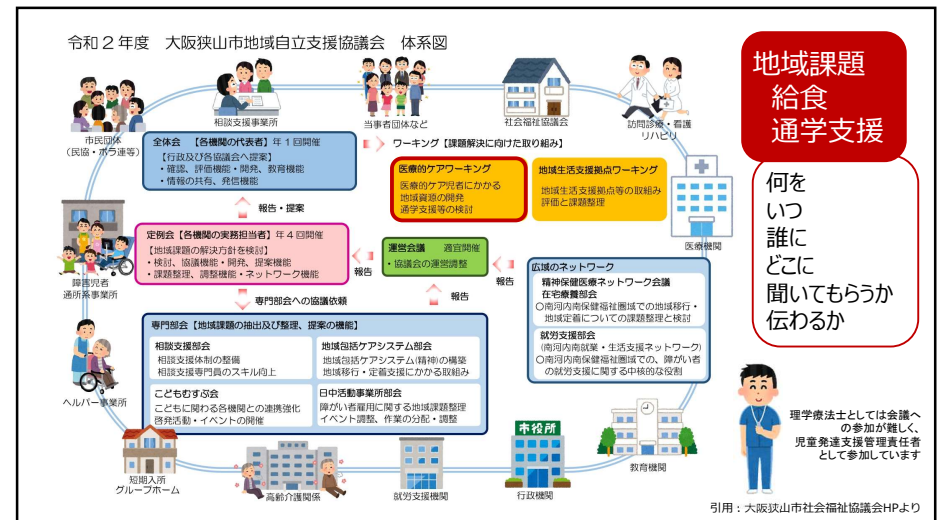 令和2年度 大阪狭山市地域自立支援協議会 体系図
市民団体
(民協・ボラ連等)
相談支援事業所
当事者団体など
社会福祉協議会
訪問診療・看護
リハビリ
全体会 【各機関の代表者】年1回開催
【行政及び各協議会へ提案】
・確認、評価機能・開発、教育機能
・情報の共有、発信機能
ワーキング【課題解決に向けた取り組み】
医療的ケアワーキング
医療的ケア児者にかかる
地域資源の開発
通学支援等の検討
地域生活支援拠点ワーキング
地域生活支援拠点等の取組み
評価と課題整理
医療機関
報告・提案
障害児者
通所系事業所
定例会【各機関の実務担当者】年4回開催
【地域課題の解決方針を検討】
・検討、協議機能・開発、提案機能
・課題整理、調整機能・ネットワーク機能
報告
運営会議 適宜開催
・協議会の運営調整
報告
報告
広域のネットワーク
精神保健医療ネットワーク会議
在宅療養部会
○南河内南保健福祉圏域での地域移行・
地域定着についての課題整理と検討
就労支援部会
(南河内南就業・生活支援ネットワーク)
○南河内南保健福祉圏域での、障がい者
の就労支援に関する中核的な役割
専門部会への協議依頼
専門部会【地域課題の抽出及び整理、提案の機能】
相談支援部会
相談支援体制の整備
相談支援専門員のスキル向上
地域包括ケアシステム部会
地域包括ケアシステム(精神)の構築
地域移行・定着支援にかかる取組み
こどもむすぶ会
こどもに関わる各機関との連携強化
啓発活動・イベントの開催
日中活動事業所部会
障がい者雇用に関する地域課題整理
イベント調整、作業の分配・調整
ヘルパー事業所
短期入所
グループホーム
高齢介護関係
就労支援機関
市役所
行政機関
教育機関
地域課題
給食
通学支援
何を
いつ
誰に
どこに
聞いてもらうか
伝わるか
理学療法士としては会議へ
の参加が難しく、
児童発達支援管理責任者
として参加しています
引用：大阪狭山市社会福祉協議会HPより